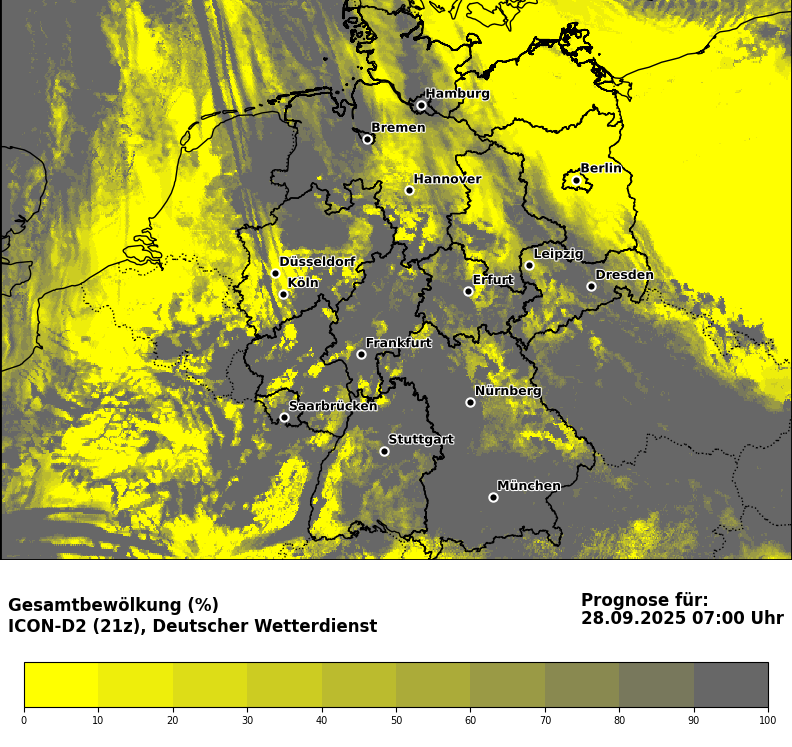 Hamburg
Bremen
Berlin
Hannover
Leipzig
Düsseldorf
Dresden
Köln
Erfurt
Frankfurt
Nürnberg
Saarbrücken
Stuttgart
München
Gesamtbewölkung (%)
ICON-D2 (21z), Deutscher Wetterdienst
Prognose für:
28.09.2025 07:00 Uhr
0 10 20 30 40 50 60 70 80 90 100